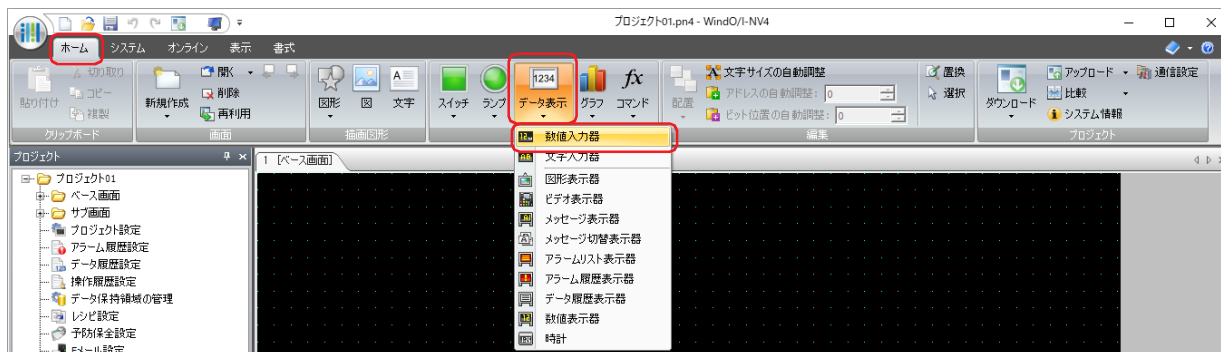 プロジェクト01.pn4 - WindO/I-NV4
ホーム システム オンライン 表示 書式
貼り付け 切り取り コピー 複製
クリップボード
新規作成 開く 削除 再利用
画面
図形 図 文字
描画図形
スイッチ ランプ データ表示 グラフ コマンド
1234
fx
配置 文字サイズの自動調整
アドレスの自動調整: 0
ビット位置の自動調整: 0
置換
選択
編集
ダウンロード アップロード 比較 システム情報 通信設定
プロジェクト
プロジェクト
1 [ベース画面]
プロジェクト01
ベース画面
サブ画面
プロジェクト設定
アラーム履歴設定
データ履歴設定
操作履歴設定
データ保持領域の管理
レシピ設定
予防保全設定
Eメール設定
数値入力器
文字入力器
図形表示器
ビデオ表示器
メッセージ表示器
メッセージ切替表示器
アラームリスト表示器
アラーム履歴表示器
データ履歴表示器
数値表示器
時計